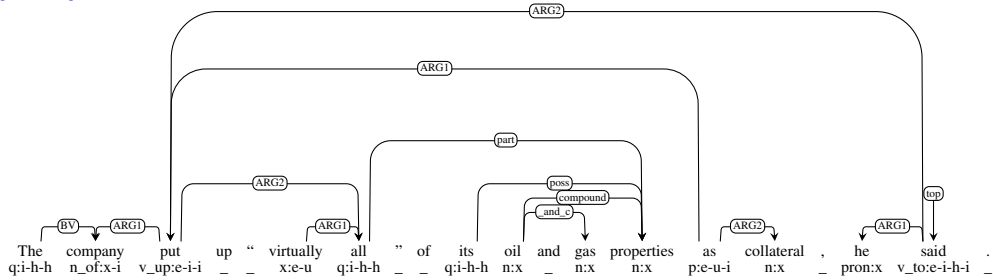 ARG2
ARG1
part
ARG2 poss
compound top
_and_c
BV ARG1 ARG1 ARG2 ARG1
The company put up “ virtually all ” of its oil and gas properties as collateral , he said .
q:i-h-h n_of:x-i v_up:e-i-i _ _ x:e-u q:i-h-h _ _ q:i-h-h n:x _ n:x n:x p:e-u-i n:x _ pron:x v_to:e-i-h-i _